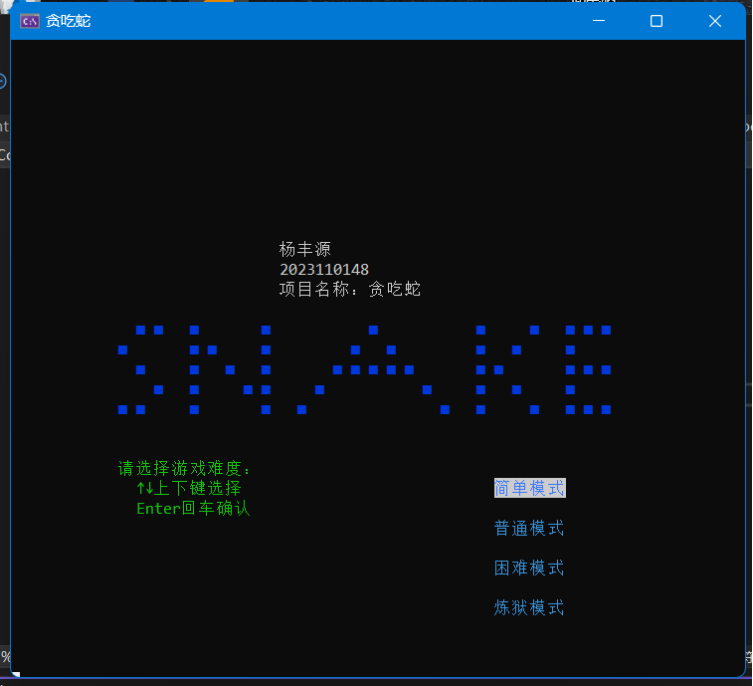 贪吃蛇
杨丰源
2023110148
项目名称：贪吃蛇
SNAKE
请选择游戏难度：
↑↓上下键选择
Enter回车确认
简单模式
普通模式
困难模式
炼狱模式